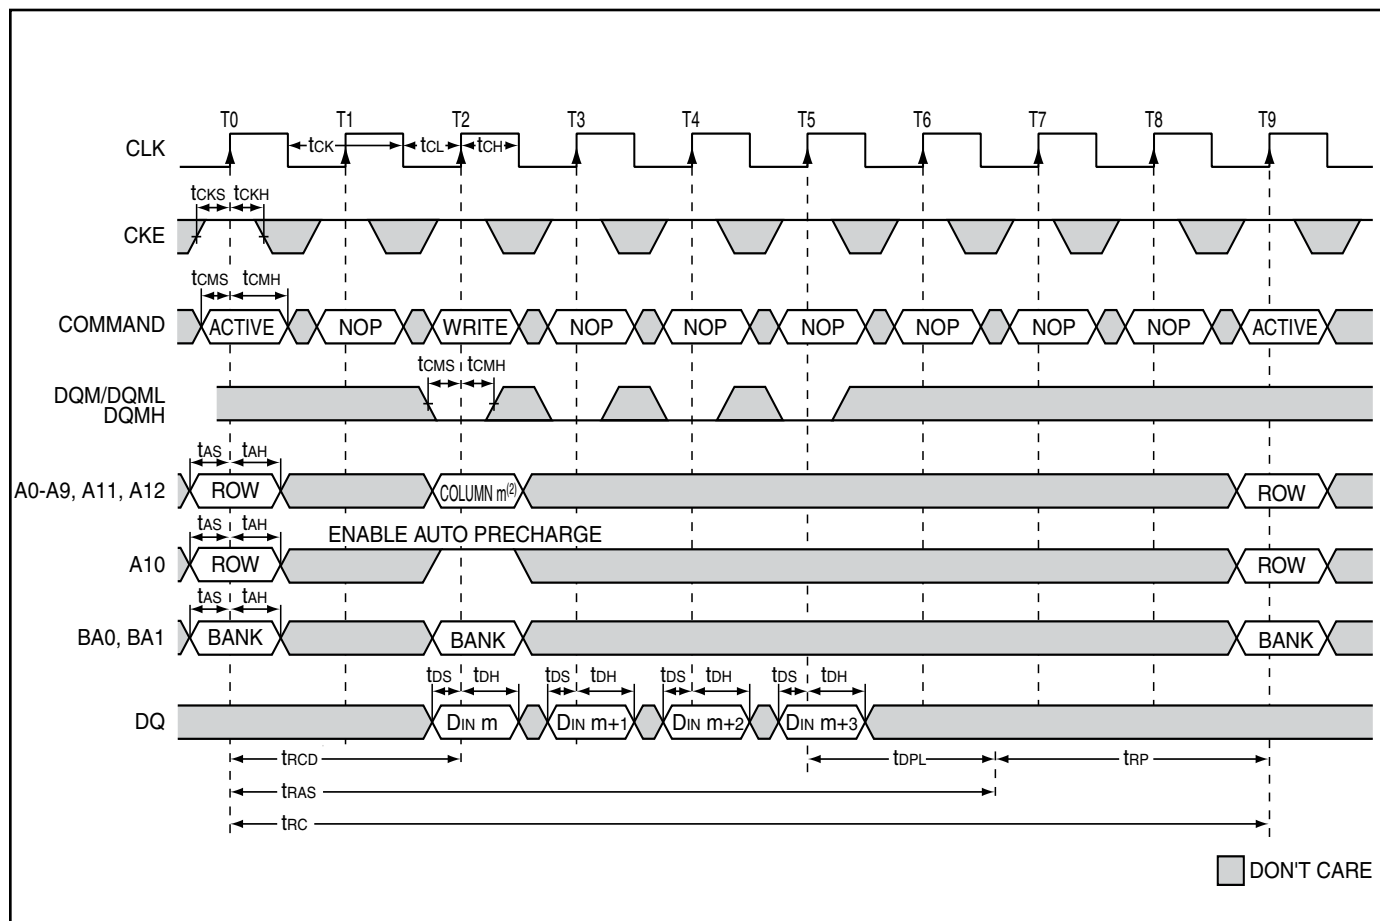 T0 T1 T2 T3 T4 T5 T6 T7 T8 T9
CLK tCK tCL tCH
tCKS tCKH
CKE
tCMS tCMH
COMMAND ACTIVE NOP WRITE NOP NOP NOP NOP NOP NOP ACTIVE
tCMS tCMH
DQM/DQML
DQMH
tAS tAH
A0-A9, A11, A12 ROW COLUMN m(2) ROW
tAS tAH ENABLE AUTO PRECHARGE
A10 ROW ROW
tAS tAH
BA0, BA1 BANK BANK BANK
tDS tDH tDS tDH tDS tDH tDS tDH
DQ DIN m DIN m+1 DIN m+2 DIN m+3
tRCD tDPL tRP
tRAS
tRC
DON'T CARE